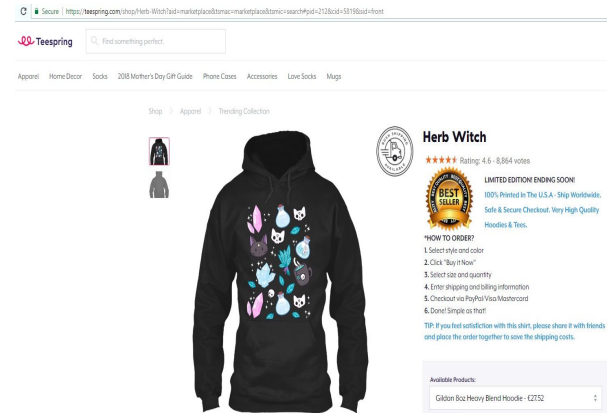 Secure | https://teespring.com/shop/Herb-Witch?aid=marketplace&tsmac=marketplace&tsmic=search#pid=212&cid=5819&sid=front
Teespring
Find something perfect
Apparel Home Decor Socks 2018 Mother's Day Gift Guide Phone Cases Accessories Love Socks Mugs
Shop > Apparel > Trending Collection
Herb Witch
Rating: 4.6 - 8,864 votes
BEST
SELLER
LIMITED EDITION! ENDING SOON!
100% Printed In The U.S.A - Ship Worldwide.
Safe & Secure Checkout. Very High Quality
Hoodies & Tees.
*HOW TO ORDER?
1. Select style and color
2. Click "Buy it Now"
3. Select size and quantity
4. Enter shipping and billing information
5. Checkout via PayPal/Visa/Mastercard
6. Done! Simple as that!
TIP: If you feel satisfiction with this shirt, please share it with friends
and place the order together to save the shipping costs.
Available Products:
Gildan 8oz Heavy Blend Hoodie - €27.52